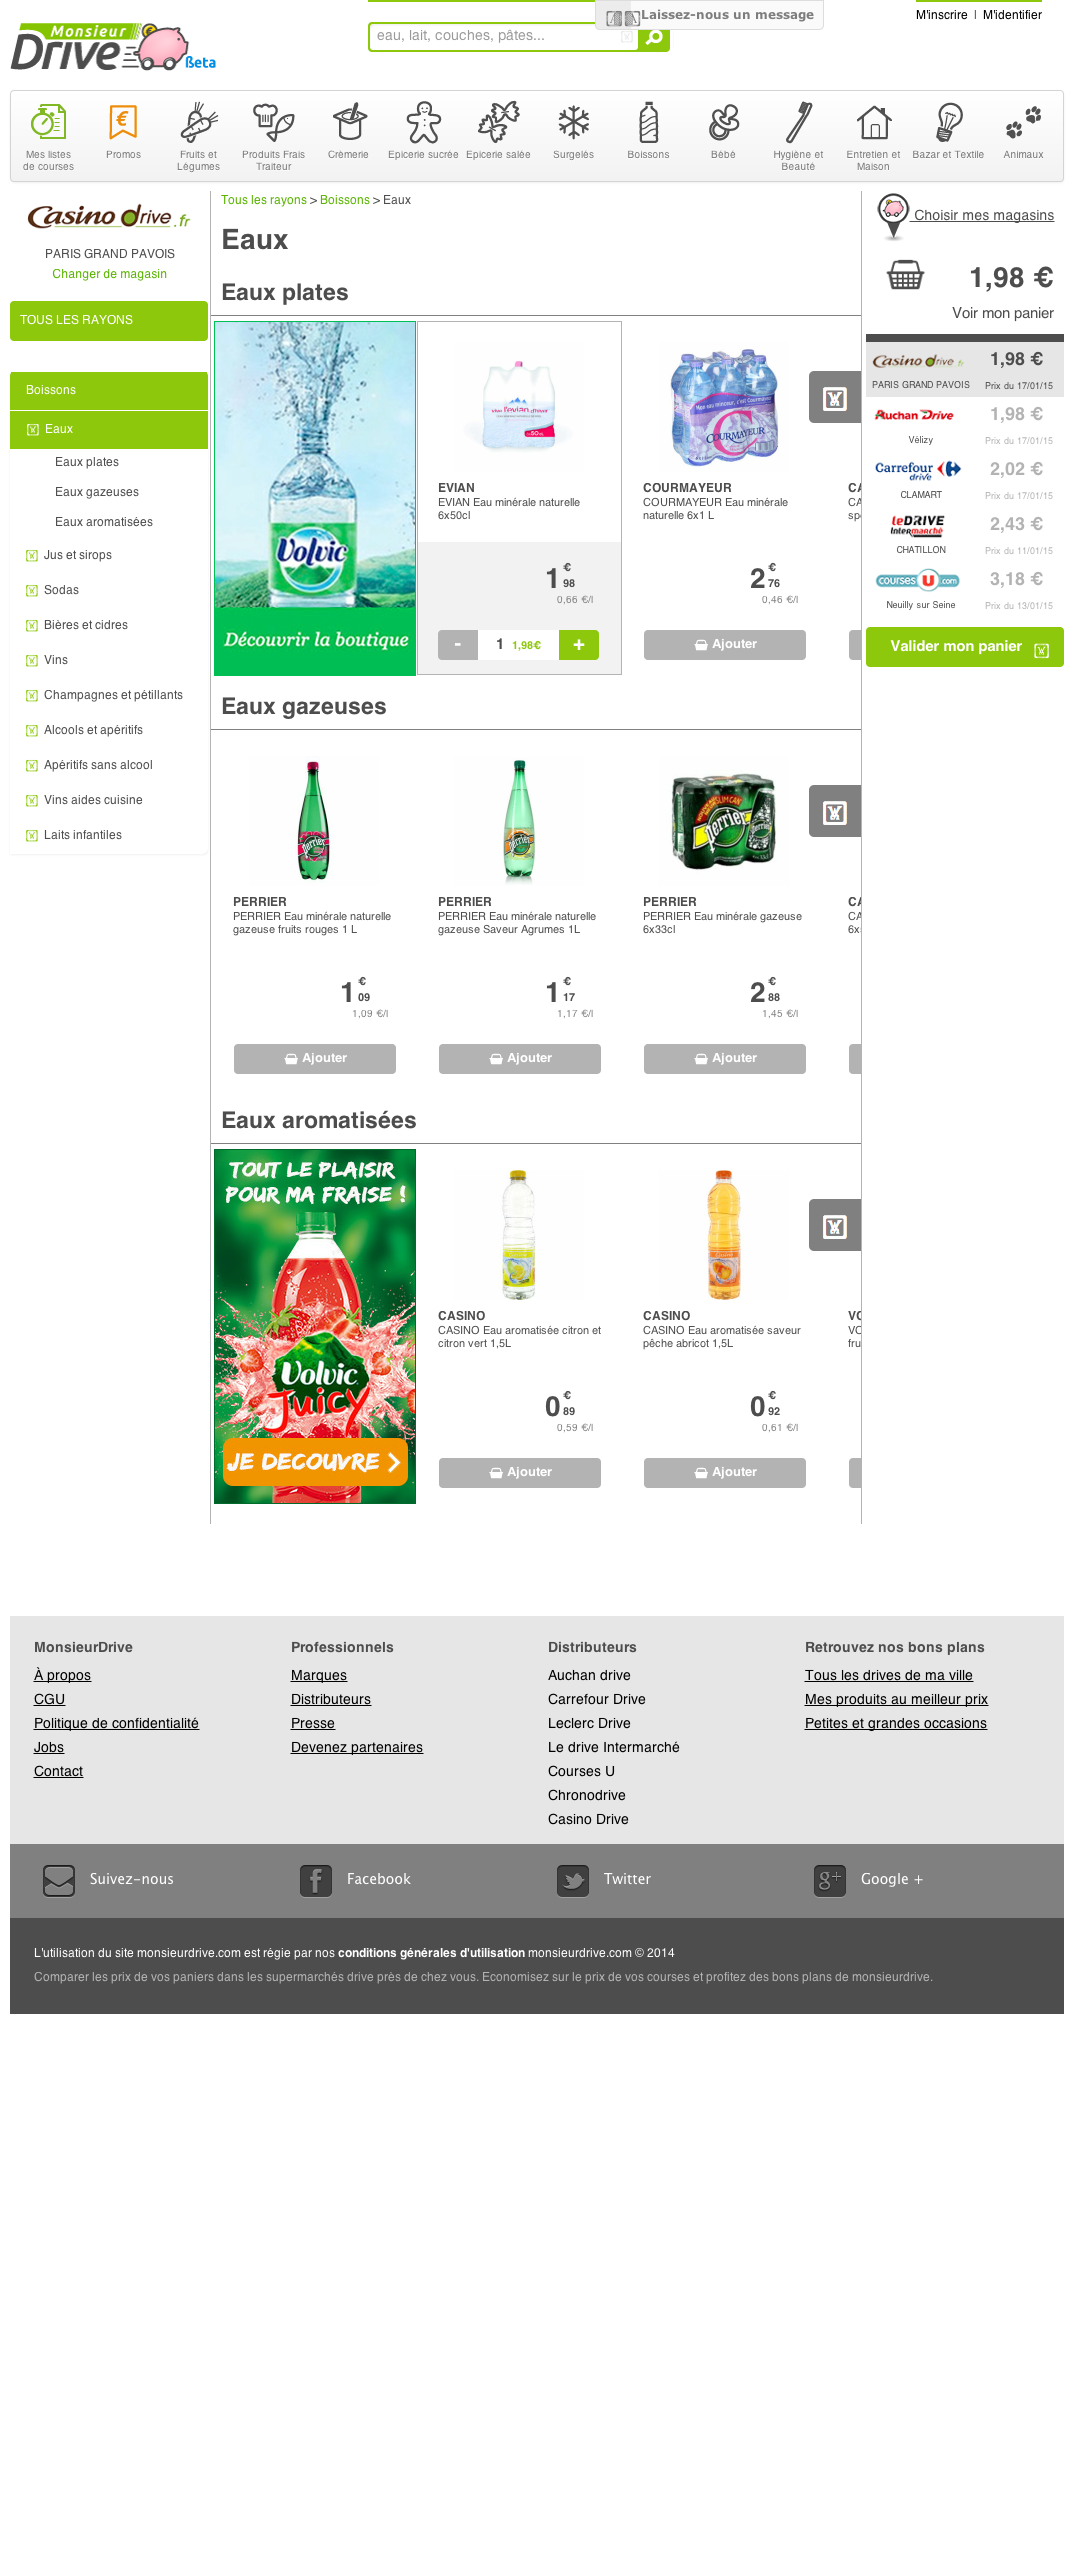 Monsieur
Drive
Beta
eau, lait, couches, pâtes...
Laissez-nous un message
M'inscrire | M'identifier
Mes listes
de courses
Promos
Fruits et
Légumes
Produits Frais
Traiteur
Crèmerie
Epicerie sucrée
Epicerie salée
Surgelés
Boissons
Bébé
Hygiène et
Beauté
Entretien et
Maison
Bazar et Textile
Animaux
Casino drive.fr
PARIS GRAND PAVOIS
Changer de magasin
TOUS LES RAYONS
Boissons
Eaux
Eaux plates
Eaux gazeuses
Eaux aromatisées
Jus et sirops
Sodas
Bières et cidres
Vins
Champagnes et pétillants
Alcools et apéritifs
Apéritifs sans alcool
Vins aides cuisine
Laits infantiles
Tous les rayons > Boissons > Eaux
Eaux
Eaux plates
Volvic
Découvrir la boutique
EVIAN
EVIAN Eau minérale naturelle
6x50cl
1 € 98
0,66 €/l
- 1 1,98€ +
COURMAYEUR
COURMAYEUR Eau minérale
naturelle 6x1 L
2 € 76
0,46 €/l
Ajouter
Eaux gazeuses
PERRIER
PERRIER Eau minérale naturelle
gazeuse fruits rouges 1 L
1 € 09
1,09 €/l
Ajouter
PERRIER
PERRIER Eau minérale naturelle
gazeuse Saveur Agrumes 1L
1 € 17
1,17 €/l
Ajouter
PERRIER
PERRIER Eau minérale gazeuse
6x33cl
2 € 88
1,45 €/l
Ajouter
Eaux aromatisées
TOUT LE PLAISIR
POUR MA FRAISE !
Volvic
Juicy
JE DECOUVRE >
CASINO
CASINO Eau aromatisée citron et
citron vert 1,5L
0 € 89
0,59 €/l
Ajouter
CASINO
CASINO Eau aromatisée saveur
pêche abricot 1,5L
0 € 92
0,61 €/l
Ajouter
Choisir mes magasins
1,98 €
Voir mon panier
Casino drive.fr 1,98 €
PARIS GRAND PAVOIS Prix du 17/01/15
Auchan Drive 1,98 €
Vélizy Prix du 17/01/15
Carrefour drive 2,02 €
CLAMART Prix du 17/01/15
leDRIVE Intermarché 2,43 €
CHATILLON Prix du 11/01/15
COURSES U .com 3,18 €
Neuilly sur Seine Prix du 13/01/15
Valider mon panier
MonsieurDrive
À propos
CGU
Politique de confidentialité
Jobs
Contact
Professionnels
Marques
Distributeurs
Presse
Devenez partenaires
Distributeurs
Auchan drive
Carrefour Drive
Leclerc Drive
Le drive Intermarché
Courses U
Chronodrive
Casino Drive
Retrouvez nos bons plans
Tous les drives de ma ville
Mes produits au meilleur prix
Petites et grandes occasions
Suivez-nous
Facebook
Twitter
Google +
L'utilisation du site monsieurdrive.com est régie par nos conditions générales d'utilisation monsieurdrive.com © 2014
Comparer les prix de vos paniers dans les supermarchés drive près de chez vous. Economisez sur le prix de vos courses et profitez des bons plans de monsieurdrive.